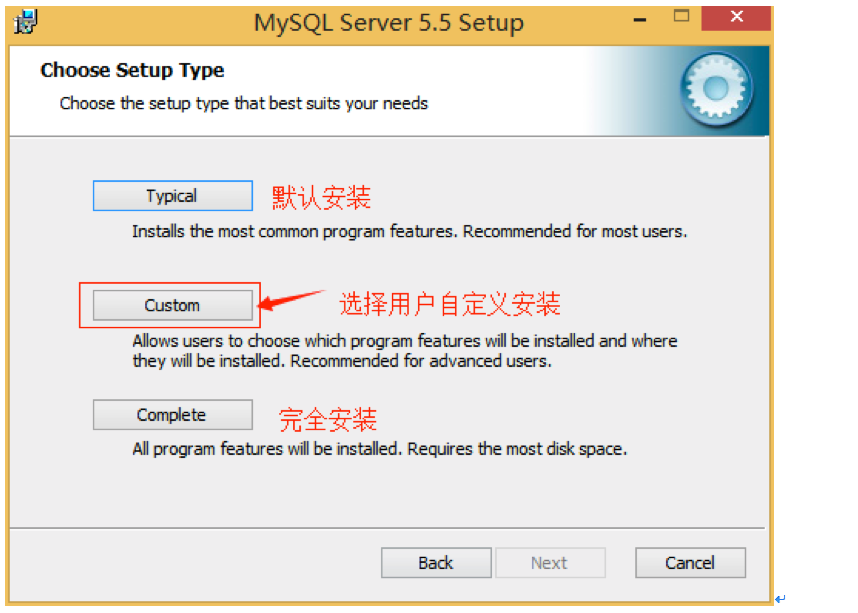 MySQL Server 5.5 Setup
Choose Setup Type
Choose the setup type that best suits your needs
Typical 默认安装
Installs the most common program features. Recommended for most users.
Custom 选择用户自定义安装
Allows users to choose which program features will be installed and where
they will be installed. Recommended for advanced users.
Complete 完全安装
All program features will be installed. Requires the most disk space.
Back Next Cancel